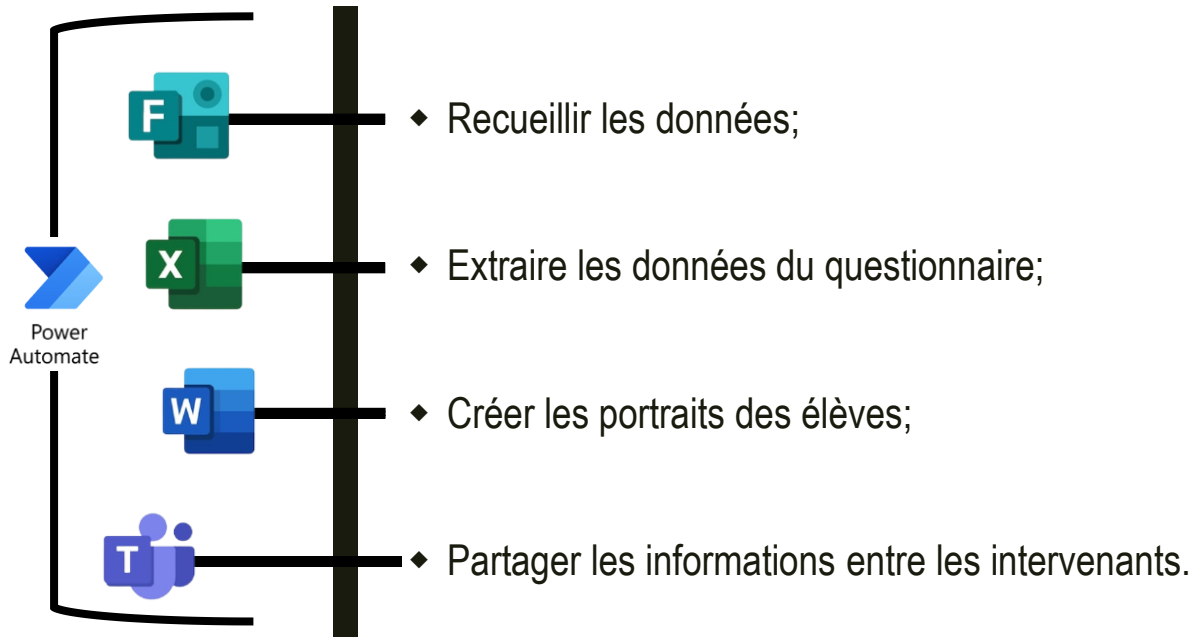 F
◆ Recueillir les données;
X
◆ Extraire les données du questionnaire;
Power
Automate
W
◆ Créer les portraits des élèves;
T
◆ Partager les informations entre les intervenants.